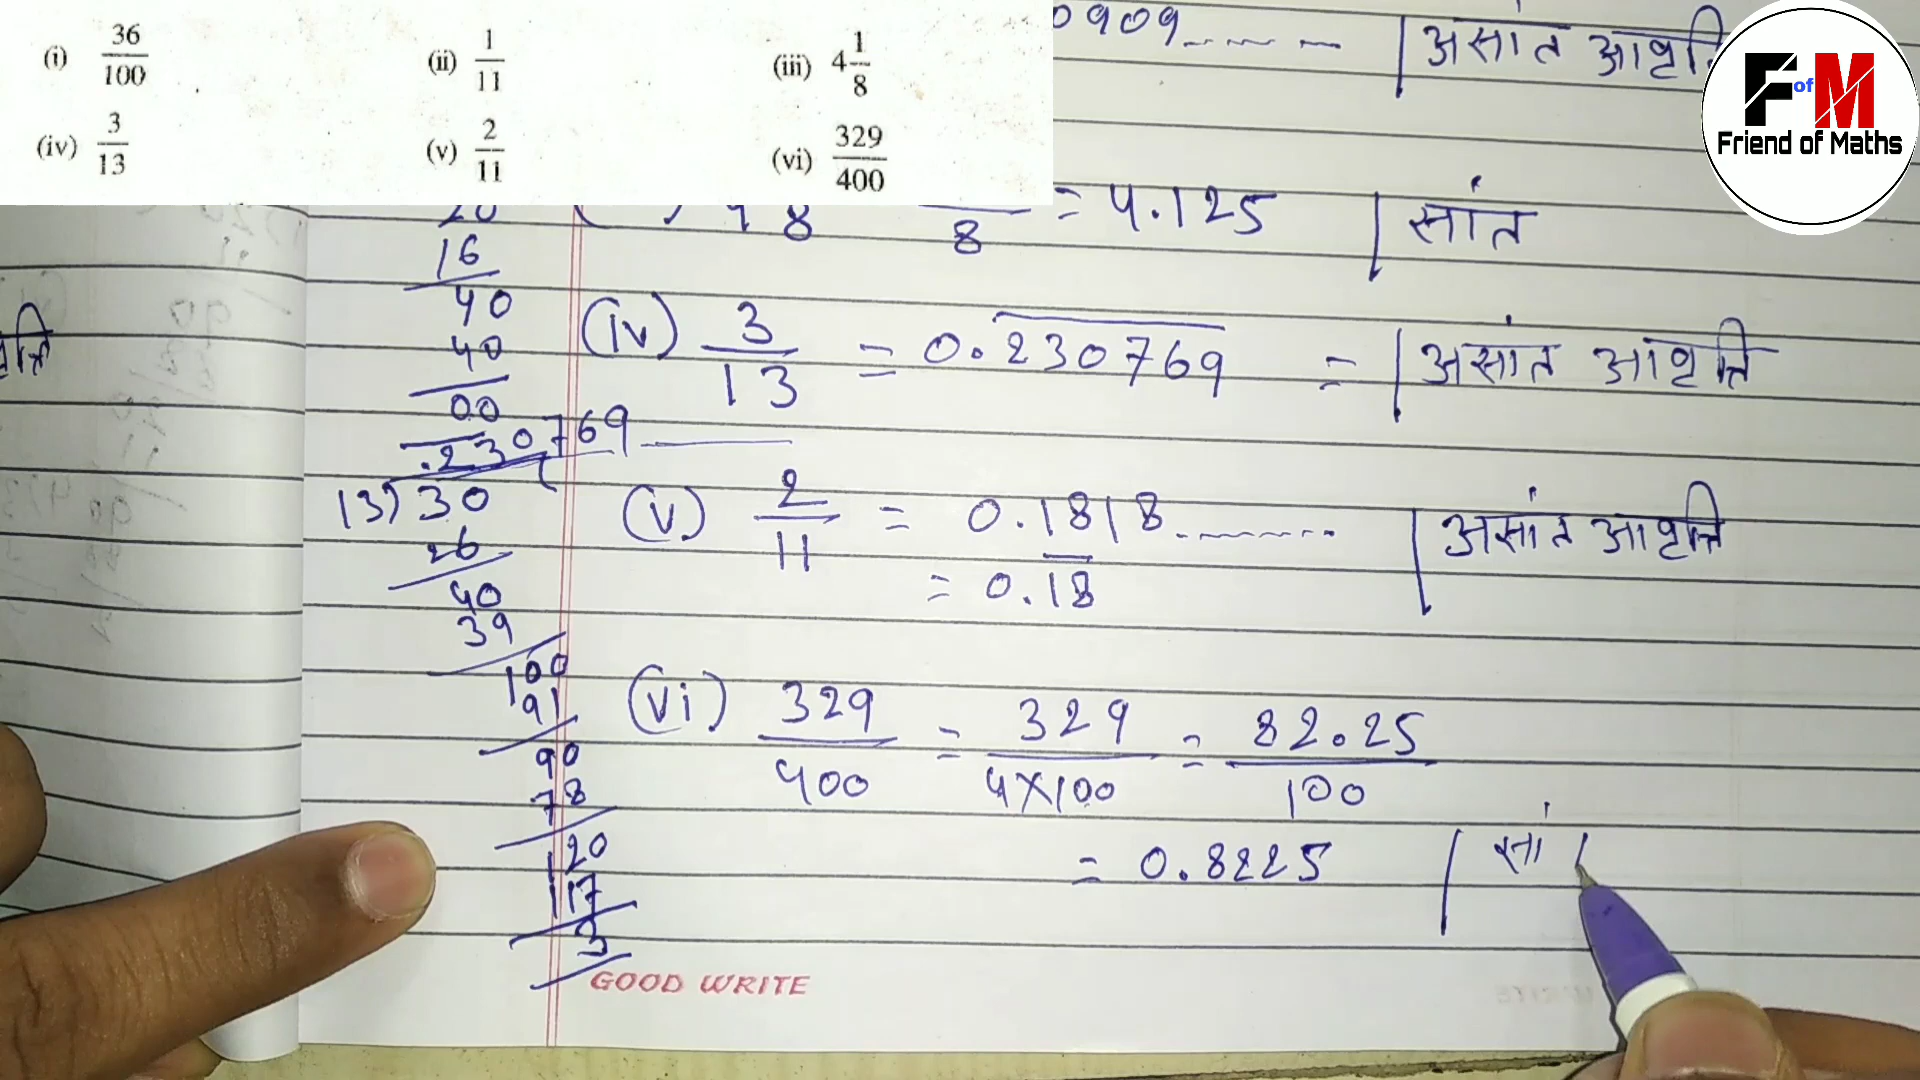 (i) 36/100 (ii) 1/11 (iii) 4 1/8
(iv) 3/13 (v) 2/11 (vi) 329/400
0909------ | असांत आवृत्ति
F of M
Friend of Maths
8 8 = 4.125 | सांत
20
16
40
40
00
(iv) 3/13 = 0.230769 = | असांत आवृत्ति
.230769
13) 30
26
40
39
100
91
90
78
120
117
3
(v) 2/11 = 0.1818........ | असांत आवृत्ति
= 0.18
(vi) 329/400 = 329/4×100 = 82.25/100
= 0.8225 | सां
GOOD WRITE